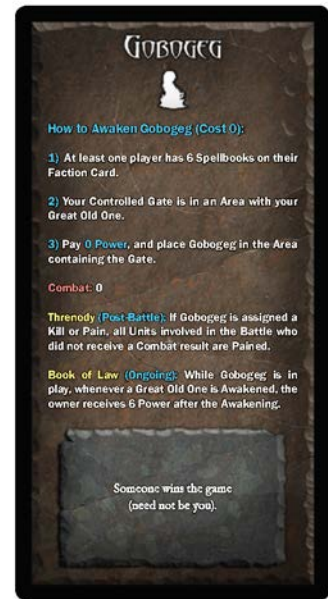 GOBOGEG
How to Awaken Gobogeg (Cost 0):
1) At least one player has 6 Spellbooks on their
Faction Card.
2) Your Controlled Gate is in an Area with your
Great Old One.
3) Pay 0 Power, and place Gobogeg in the Area
containing the Gate.
Combat: 0
Threnody (Post-Battle): If Gobogeg is assigned a
Kill or Pain, all Units involved in the Battle who
did not receive a Combat result are Pained.
Book of Law (Ongoing): While Gobogeg is in
play, whenever a Great Old One is Awakened, the
owner receives 6 Power after the Awakening.
Someone wins the game
(need not be you).